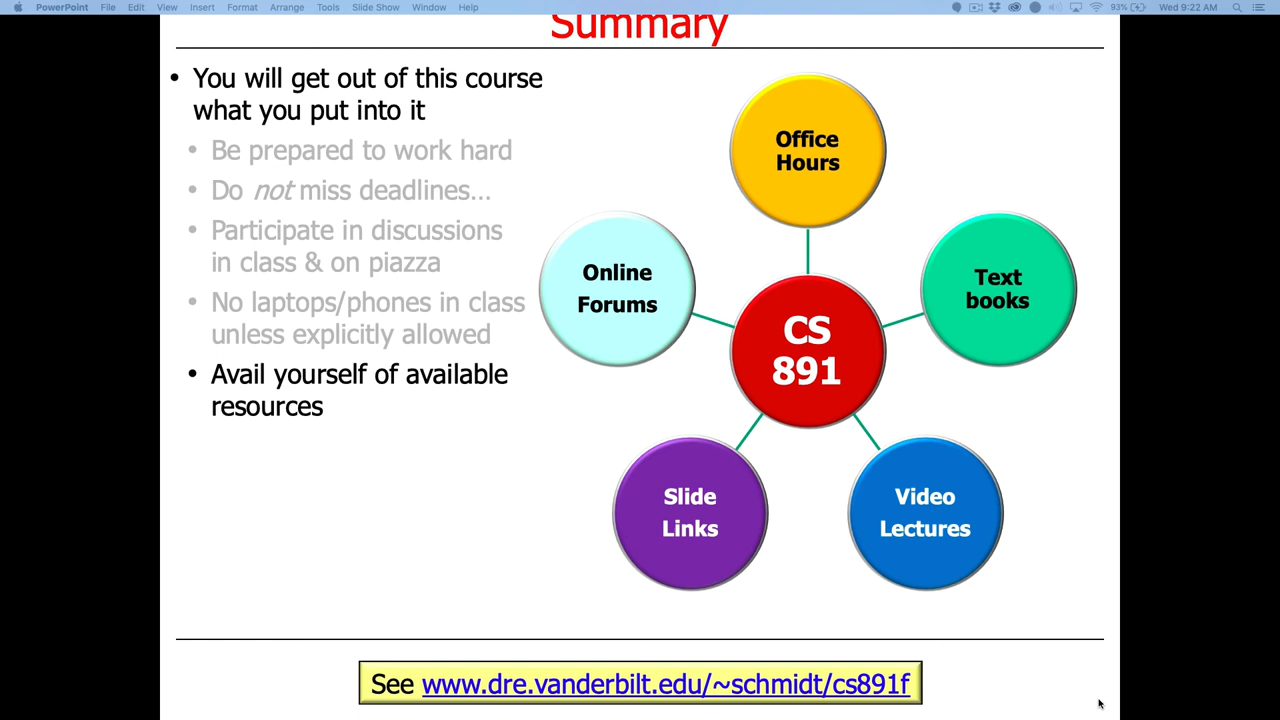 PowerPoint File Edit View Insert Format Arrange Tools Slide Show Window Help 93% Wed 9:22 AM
Summary
• You will get out of this course
what you put into it
• Be prepared to work hard
• Do not miss deadlines...
• Participate in discussions
in class & on piazza
• No laptops/phones in class
unless explicitly allowed
• Avail yourself of available
resources
Office
Hours
Online
Forums
Text
books
CS
891
Slide
Links
Video
Lectures
See www.dre.vanderbilt.edu/~schmidt/cs891f